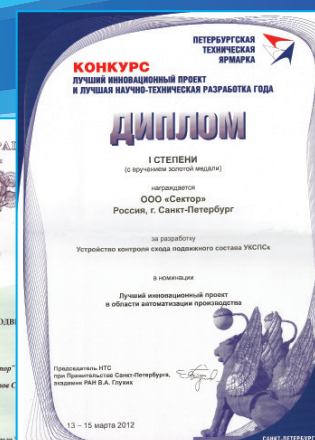 ПЕТЕРБУРГСКАЯ
ТЕХНИЧЕСКАЯ
ЯРМАРКА
КОНКУРС
ЛУЧШИЙ ИННОВАЦИОННЫЙ ПРОЕКТ
И ЛУЧШАЯ НАУЧНО-ТЕХНИЧЕСКАЯ РАЗРАБОТКА ГОДА
ДИПЛОМ
I СТЕПЕНИ
(с вручением золотой медали)
награждается
ООО «Сектор»
Россия, г. Санкт-Петербург
за разработку
Устройство контроля схода подвижного состава УКСПСк
в номинации
Лучший инновационный проект
в области автоматизации производства
Председатель НТС
при Правительстве Санкт-Петербурга,
академик РАН В.А. Глухих
13 – 15 марта 2012
САНКТ-ПЕТЕРБУРГ